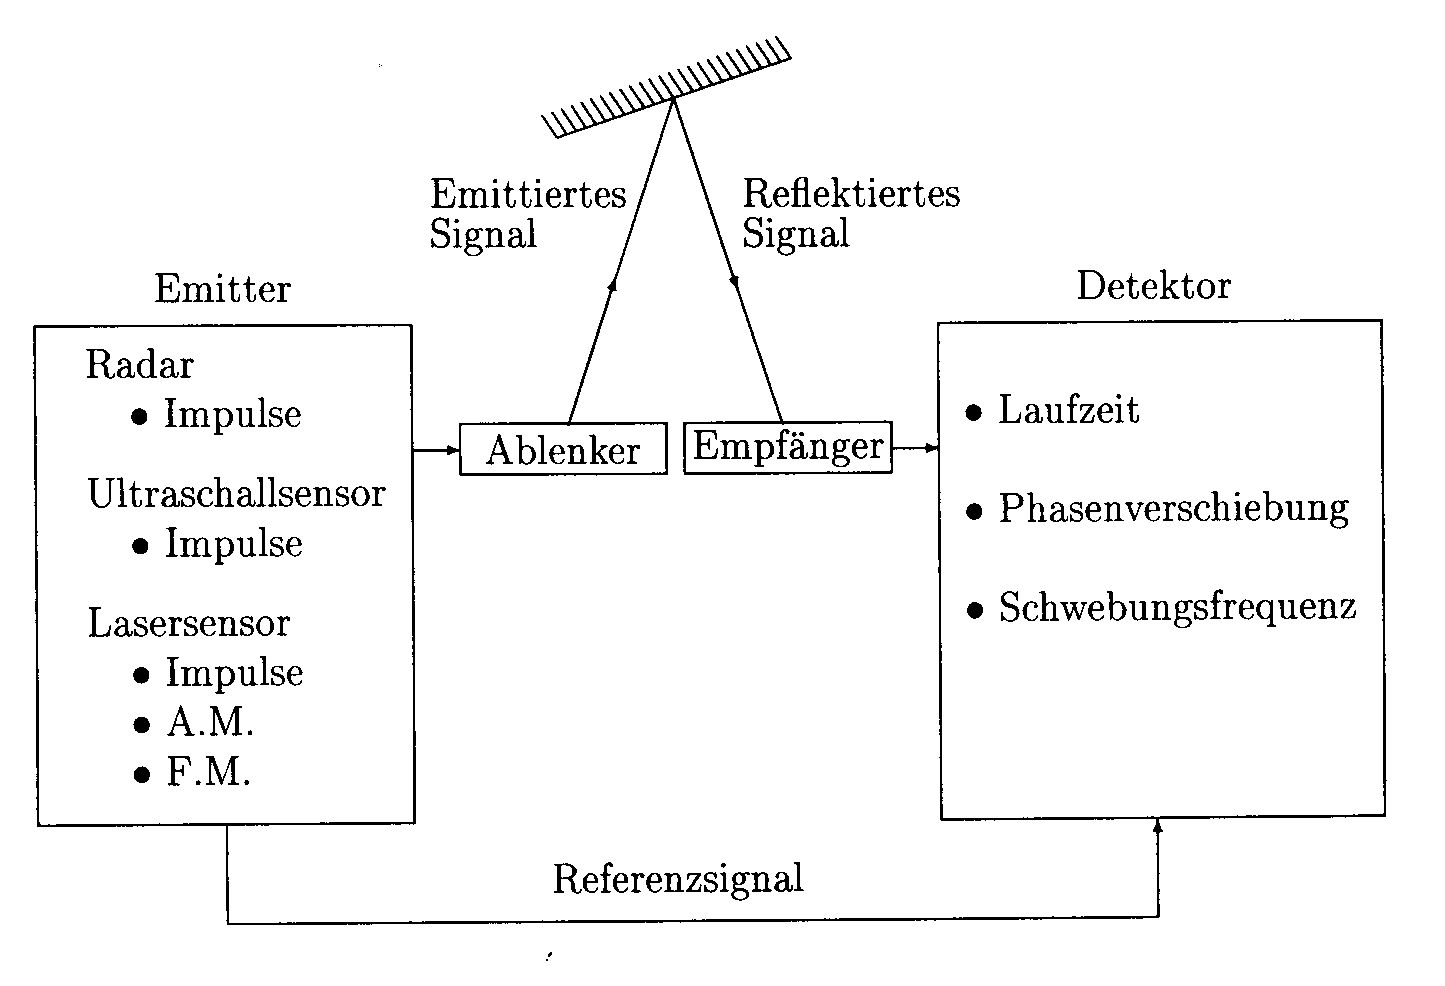 Emittiertes
Signal
Reflektiertes
Signal
Emitter
Radar
• Impulse
Ultraschallsensor
• Impulse
Lasersensor
• Impulse
• A.M.
• F.M.
Ablenker
Empfänger
Detektor
• Laufzeit
• Phasenverschiebung
• Schwebungsfrequenz
Referenzsignal